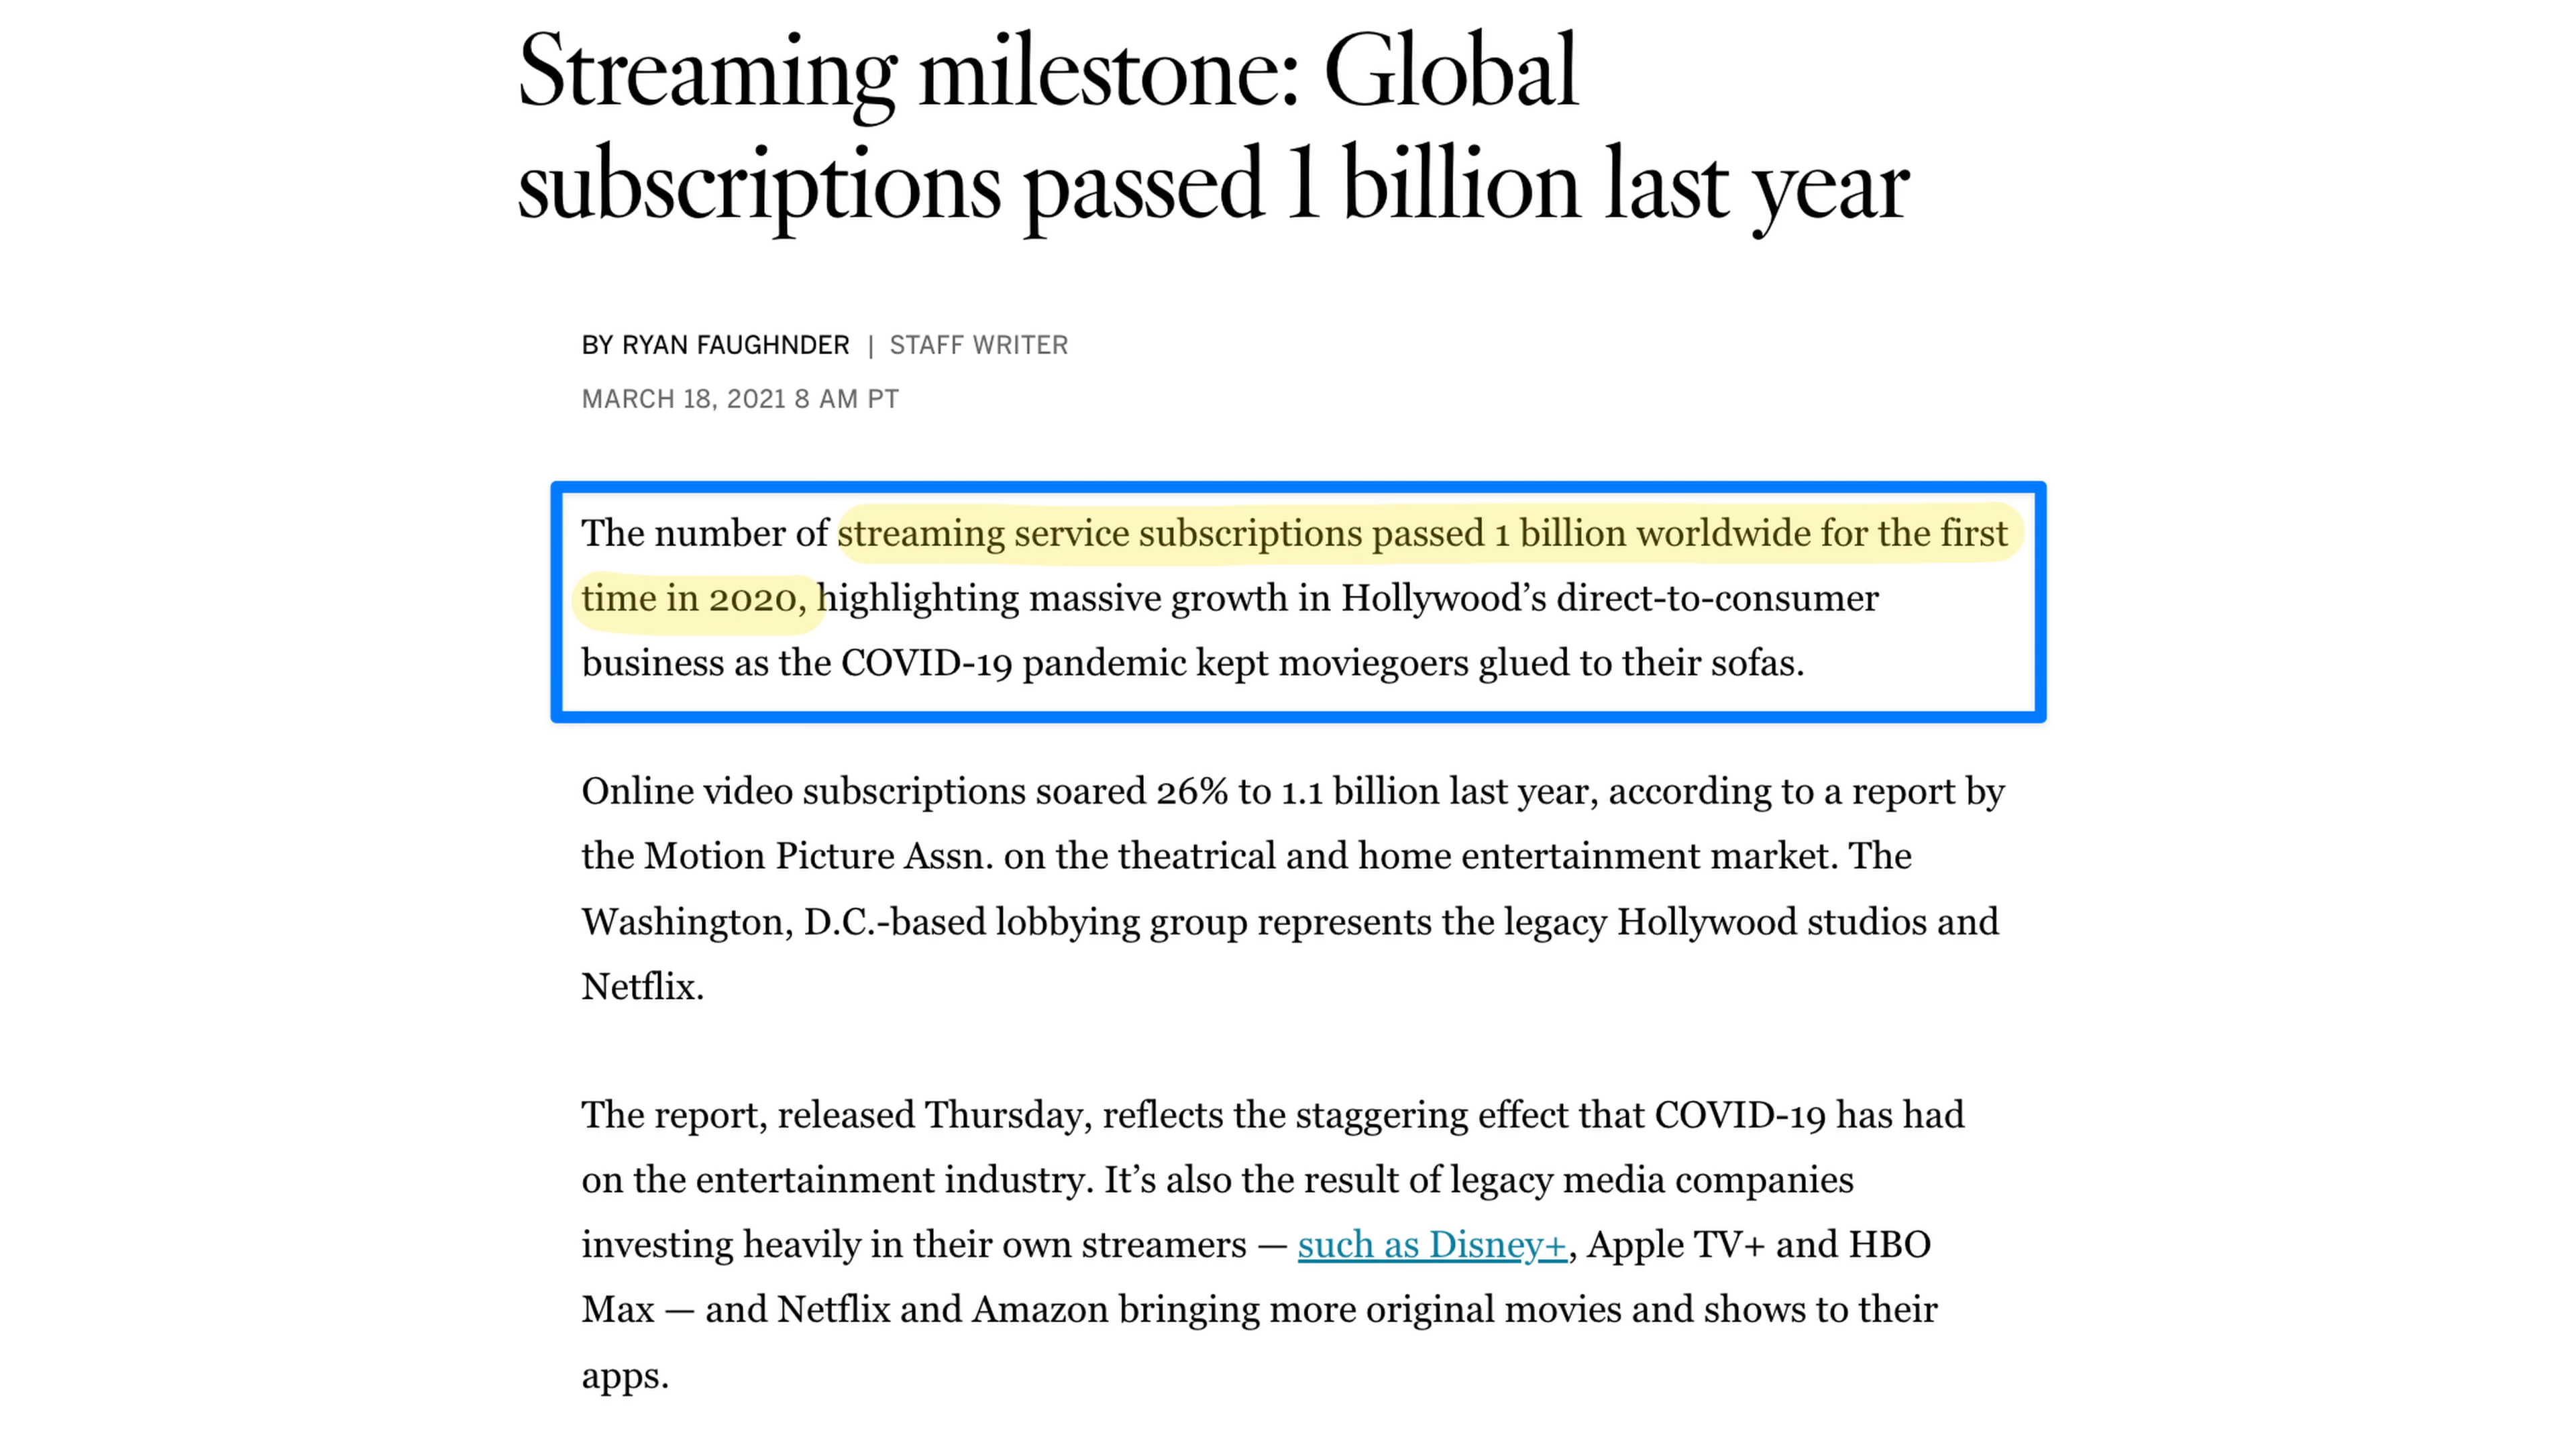 Streaming milestone: Global
subscriptions passed 1 billion last year
BY RYAN FAUGHNDER | STAFF WRITER
MARCH 18, 2021 8 AM PT
The number of streaming service subscriptions passed 1 billion worldwide for the first
time in 2020, highlighting massive growth in Hollywood’s direct-to-consumer
business as the COVID-19 pandemic kept moviegoers glued to their sofas.
Online video subscriptions soared 26% to 1.1 billion last year, according to a report by
the Motion Picture Assn. on the theatrical and home entertainment market. The
Washington, D.C.-based lobbying group represents the legacy Hollywood studios and
Netflix.
The report, released Thursday, reflects the staggering effect that COVID-19 has had
on the entertainment industry. It’s also the result of legacy media companies
investing heavily in their own streamers — such as Disney+, Apple TV+ and HBO
Max — and Netflix and Amazon bringing more original movies and shows to their
apps.